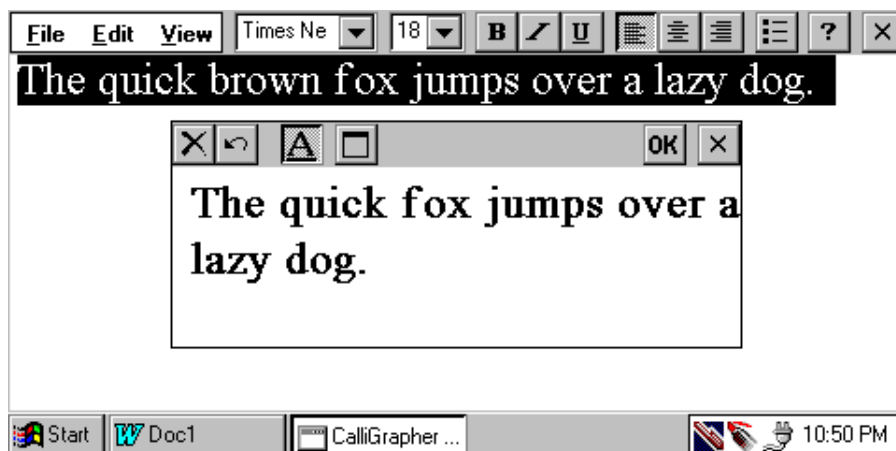 File Edit View Times Ne 18 B I U ? ×
The quick brown fox jumps over a lazy dog.
A OK ×
The quick fox jumps over a
lazy dog.
Start W Doc1 CalliGrapher ... 10:50 PM